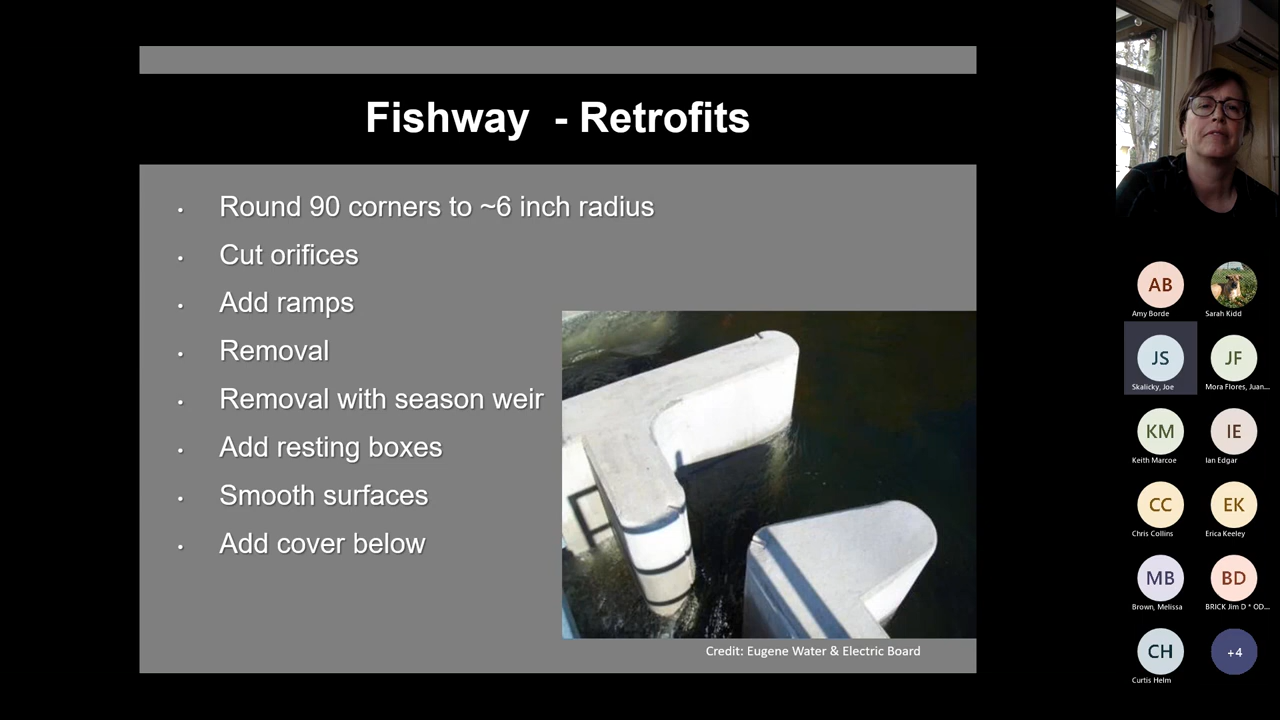 Fishway - Retrofits
• Round 90 corners to ~6 inch radius
• Cut orifices
• Add ramps
• Removal
• Removal with season weir
• Add resting boxes
• Smooth surfaces
• Add cover below
Credit: Eugene Water & Electric Board
AB
Amy Borde
Sarah Kidd
JS
Skalicky, Joe
JF
Mora Flores, Juan...
KM
Keith Marcoe
IE
Ian Edgar
CC
Chris Collins
EK
Erica Keeley
MB
Brown, Melissa
BD
BRICK Jim D * OD...
CH
Curtis Helm
+4